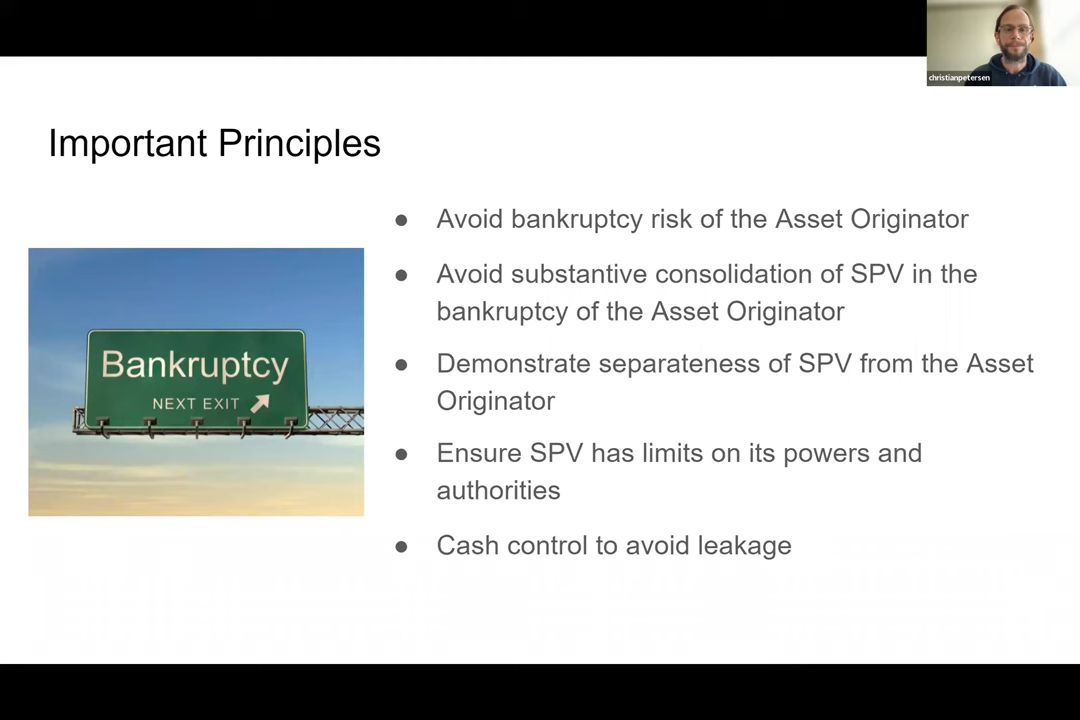 christianpetersen
Important Principles
● Avoid bankruptcy risk of the Asset Originator
● Avoid substantive consolidation of SPV in the
bankruptcy of the Asset Originator
● Demonstrate separateness of SPV from the Asset
Originator
● Ensure SPV has limits on its powers and
authorities
● Cash control to avoid leakage
Bankruptcy
NEXT EXIT